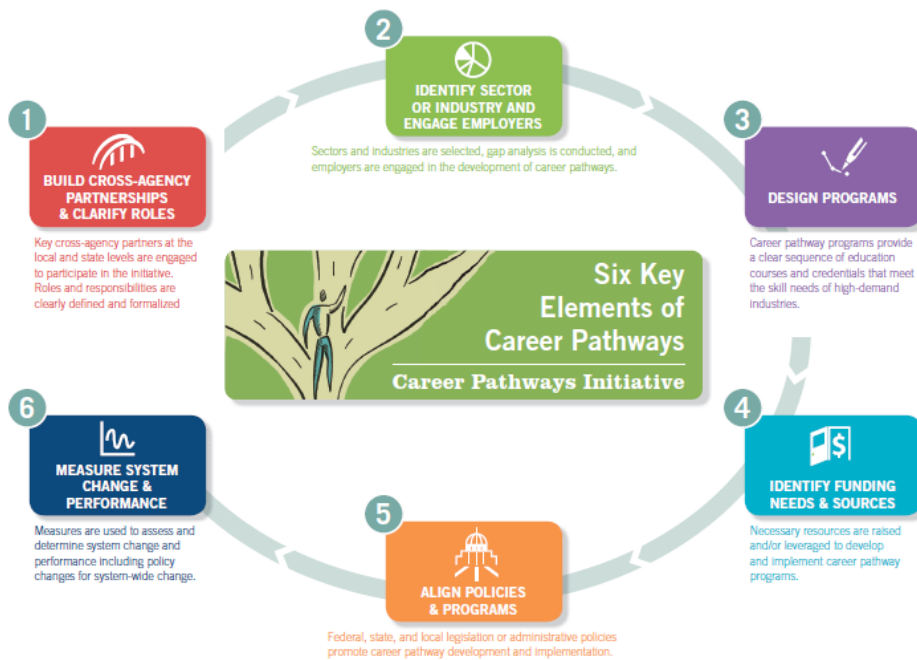 1
BUILD CROSS-AGENCY
PARTNERSHIPS
& CLARIFY ROLES
Key cross-agency partners at the
local and state levels are engaged
to participate in the initiative.
Roles and responsibilities are
clearly defined and formalized
2
IDENTIFY SECTOR
OR INDUSTRY AND
ENGAGE EMPLOYERS
Sectors and industries are selected, gap analysis is conducted, and
employers are engaged in the development of career pathways.
3
DESIGN PROGRAMS
Career pathway programs provide
a clear sequence of education
courses and credentials that meet
the skill needs of high-demand
industries.
Six Key
Elements of
Career Pathways
Career Pathways Initiative
4
$
IDENTIFY FUNDING
NEEDS & SOURCES
Necessary resources are raised
and/or leveraged to develop
and implement career pathway
programs.
5
ALIGN POLICIES
& PROGRAMS
Federal, state, and local legislation or administrative policies
promote career pathway development and implementation.
6
MEASURE SYSTEM
CHANGE &
PERFORMANCE
Measures are used to assess and
determine system change and
performance including policy
changes for system-wide change.